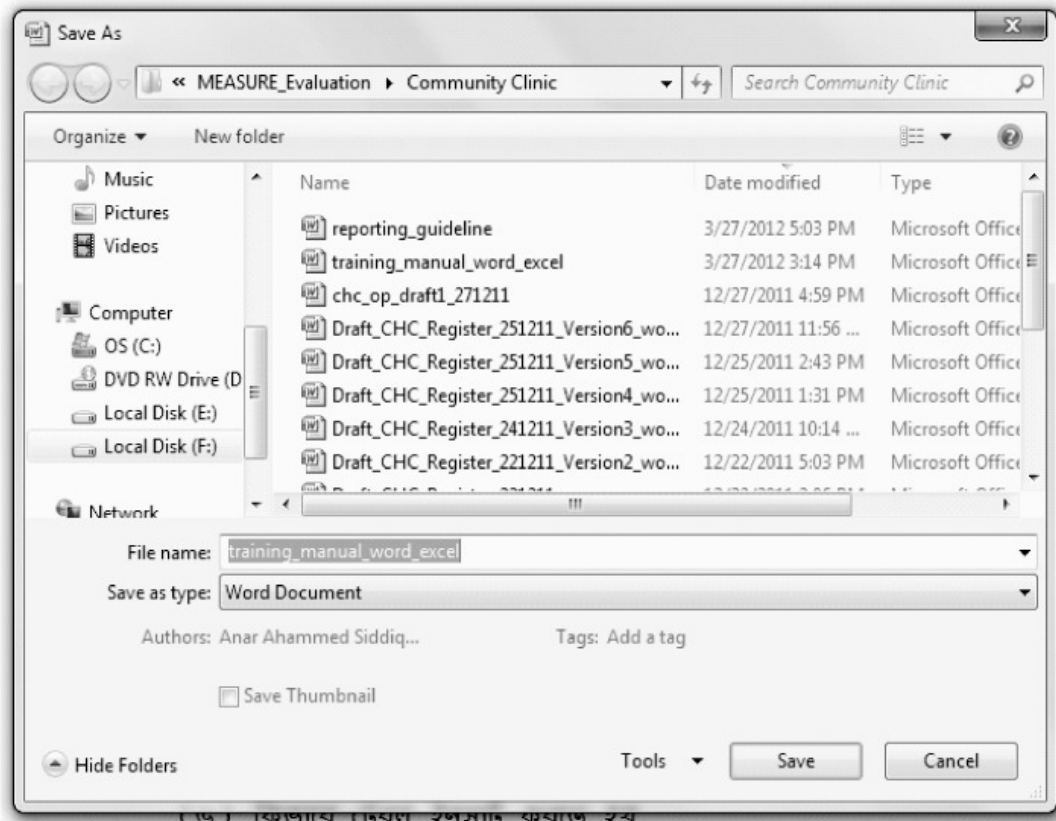 Save As
« MEASURE_Evaluation ▸ Community Clinic
Search Community Clinic
Organize ▾ New folder
Music
Pictures
Videos
Computer
OS (C:)
DVD RW Drive (D
Local Disk (E:)
Local Disk (F:)
Network
Name Date modified Type
reporting_guideline 3/27/2012 5:03 PM Microsoft Office
training_manual_word_excel 3/27/2012 3:14 PM Microsoft Office
chc_op_draft1_271211 12/27/2011 4:59 PM Microsoft Office
Draft_CHC_Register_251211_Version6_wo... 12/27/2011 11:56 ... Microsoft Office
Draft_CHC_Register_251211_Version5_wo... 12/25/2011 2:43 PM Microsoft Office
Draft_CHC_Register_251211_Version4_wo... 12/25/2011 1:31 PM Microsoft Office
Draft_CHC_Register_241211_Version3_wo... 12/24/2011 10:14 ... Microsoft Office
Draft_CHC_Register_221211_Version2_wo... 12/22/2011 5:03 PM Microsoft Office
File name: training_manual_word_excel
Save as type: Word Document
Authors: Anar Ahammed Siddiq... Tags: Add a tag
Save Thumbnail
Hide Folders Tools ▾ Save Cancel